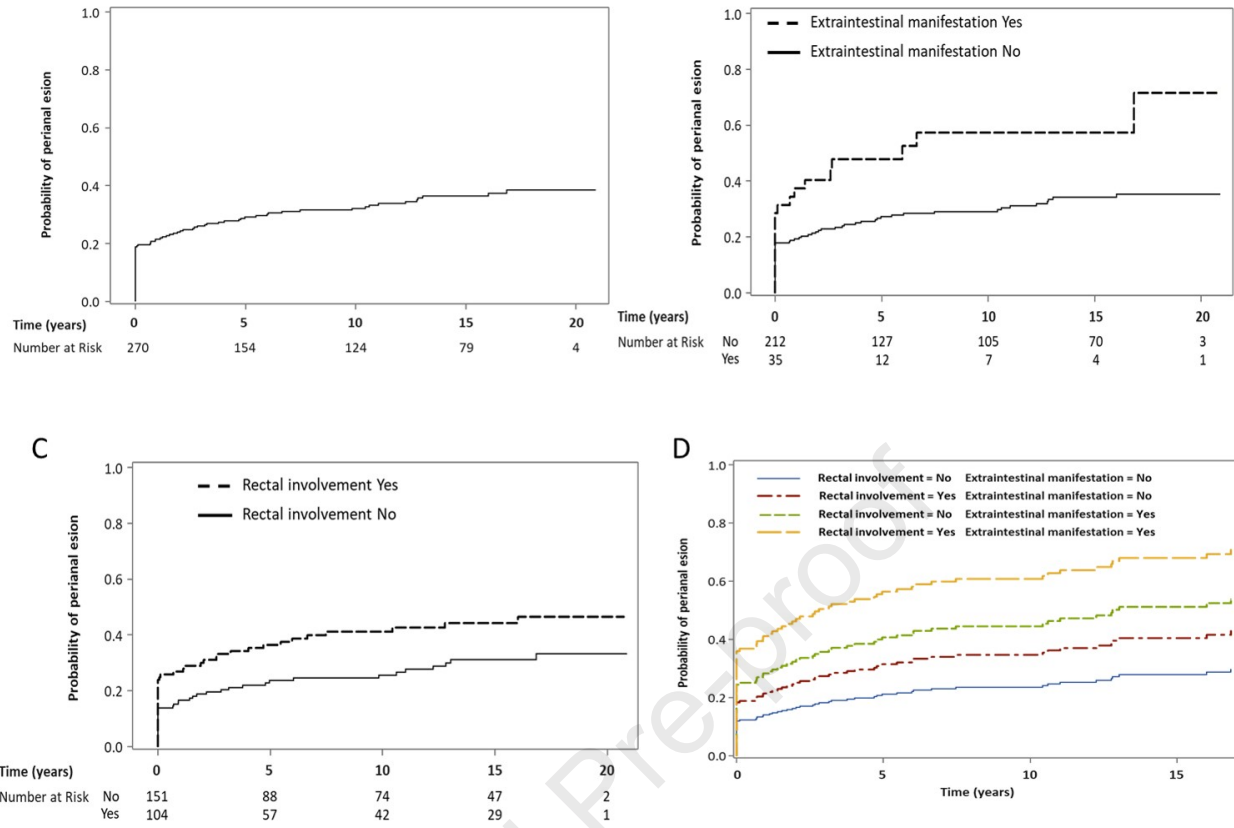 1.0
0.8
0.6
0.4
0.2
0.0
Probability of perianal esion
0 5 10 15 20
Time (years)
Number at Risk 270 154 124 79 4
1.0
0.8
0.6
0.4
0.2
0.0
Probability of perianal esion
Extraintestinal manifestation Yes
Extraintestinal manifestation No
Time (years) 0 5 10 15 20
Number at Risk No 212 127 105 70 3
Yes 35 12 7 4 1
C
1.0
0.8
0.6
0.4
0.2
0.0
Probability of perianal esion
Rectal involvement Yes
Rectal involvement No
Time (years) 0 5 10 15 20
Number at Risk No 151 88 74 47 2
Yes 104 57 42 29 1
D
1.0
0.8
0.6
0.4
0.2
0.0
Probability of perianal esion
Rectal involvement = No Extraintestinal manifestation = No
Rectal involvement = Yes Extraintestinal manifestation = No
Rectal involvement = No Extraintestinal manifestation = Yes
Rectal involvement = Yes Extraintestinal manifestation = Yes
0 5 10 15
Time (years)
Pre-proof